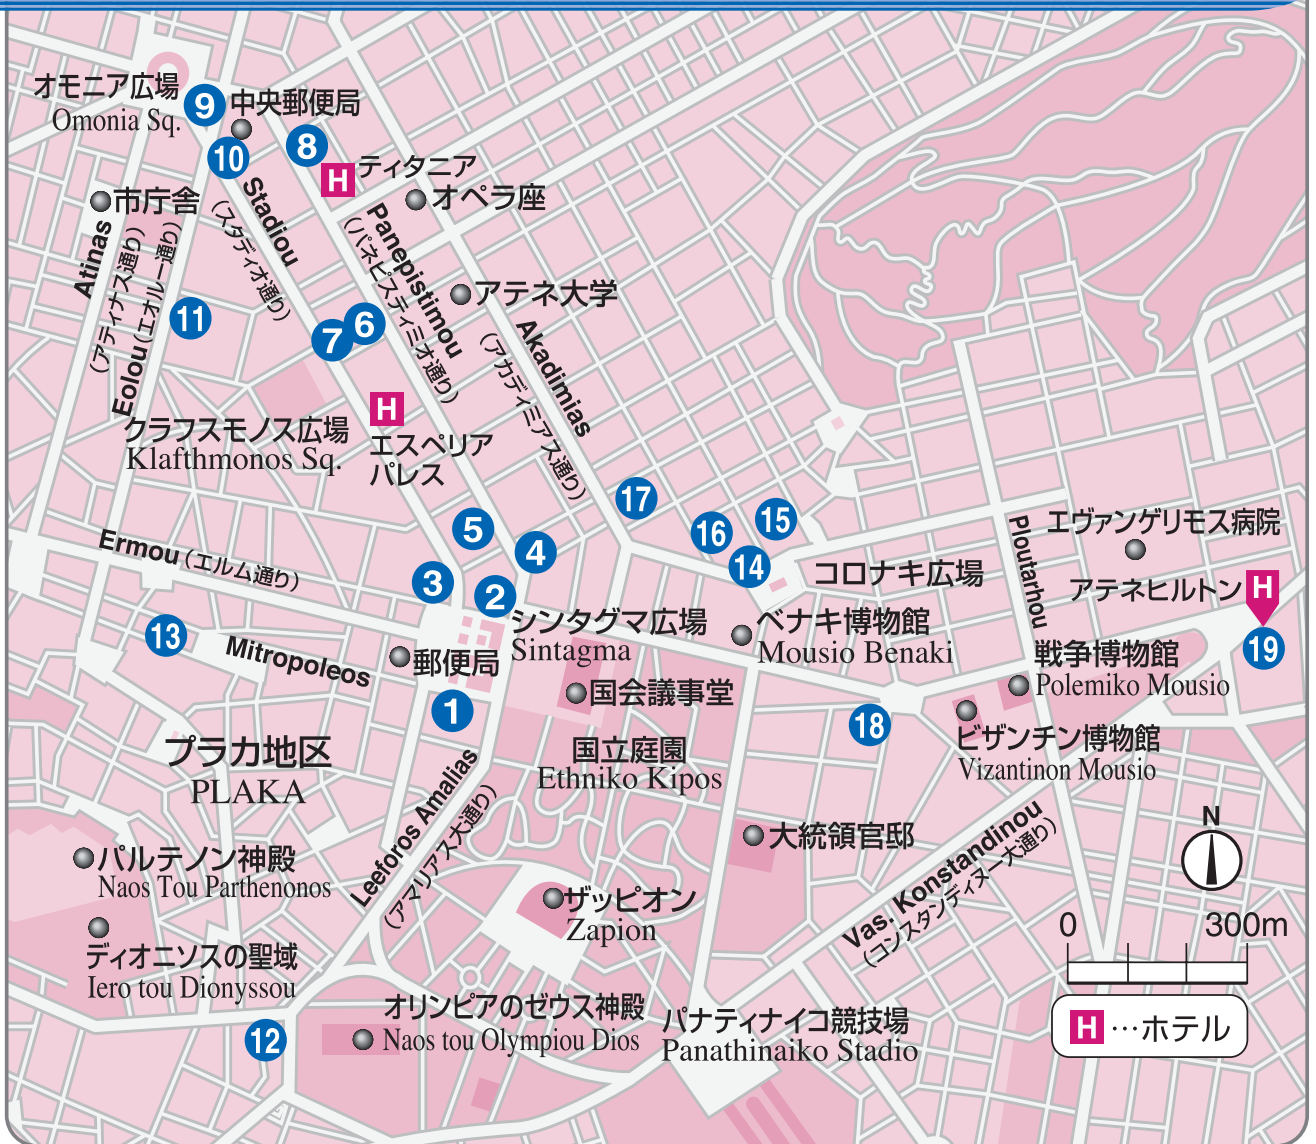 オモニア広場
Omonia Sq.
9
中央郵便局
10
8
H
ティタニア
オペラ座
市庁舎
Stadiou
(スタディオ通り)
Panepistimou
(パネピスティミオ通り)
Atinas
(アティナス通り)
Eolou(エオルー通り)
アテネ大学
11
7
6
Akadimias
(アカディミアス通り)
H
エスペリア
パレス
クラフスモノス広場
Klafthmonos Sq.
17
16
15
14
5
4
3
2
Ermou(エルム通り)
コロナキ広場
Ploutarhou
エヴァンゲリモス病院
アテネヒルトン
H
19
13
Mitropoleos
シンタグマ広場
Sintagma
郵便局
1
ベナキ博物館
Mousio Benaki
国会議事堂
戦争博物館
Polemiko Mousio
18
ビザンチン博物館
Vizantinon Mousio
プラカ地区
PLAKA
国立庭園
Ethniko Kipos
Leeforos Amalias
(アマリアス大通り)
大統領官邸
Vas. Konstandinou
(コンスタンディヌー大通り)
N
パルテノン神殿
Naos Tou Parthenonos
ザッピオン
Zapion
0 300m
ディオニソスの聖域
Iero tou Dionyssou
オリンピアのゼウス神殿
Naos tou Olympiou Dios
パナティナイコ競技場
Panathinaiko Stadio
12
H…ホテル